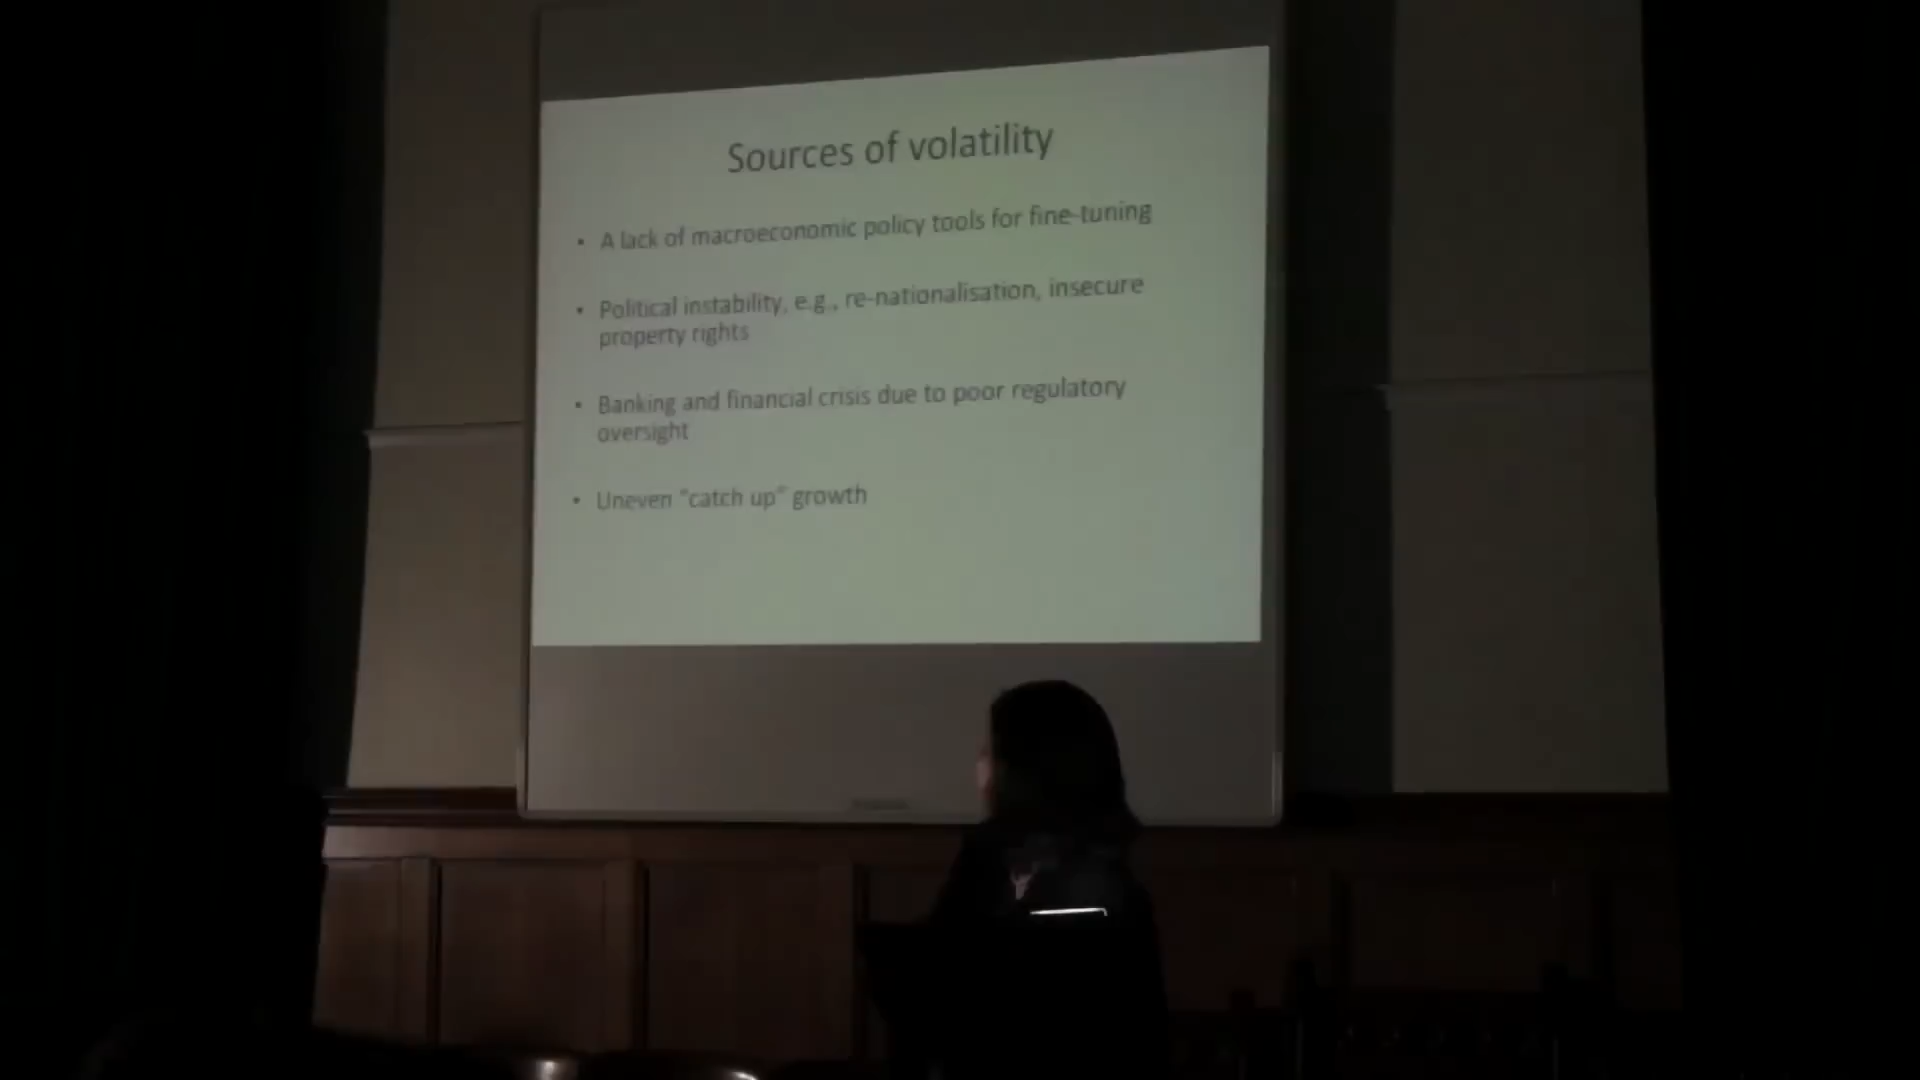 Sources of volatility
• A lack of macroeconomic policy tools for fine-tuning
• Political instability, e.g., re-nationalisation, insecure
property rights
• Banking and financial crisis due to poor regulatory
oversight
• Uneven "catch up" growth